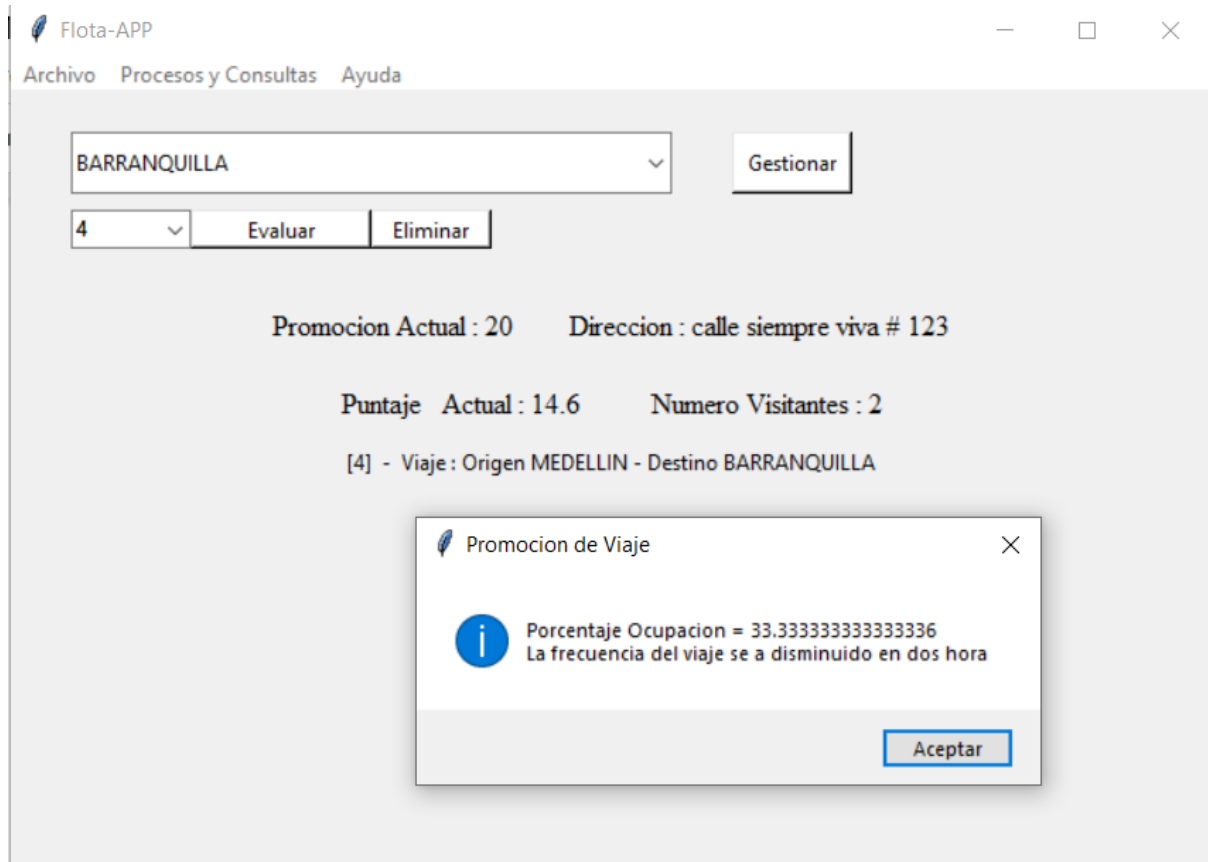 Flota-APP
Archivo Procesos y Consultas Ayuda
BARRANQUILLA Gestionar
4 Evaluar Eliminar
Promocion Actual : 20 Direccion : calle siempre viva # 123
Puntaje Actual : 14.6 Numero Visitantes : 2
[4] - Viaje : Origen MEDELLIN - Destino BARRANQUILLA
Promocion de Viaje
Porcentaje Ocupacion = 33.333333333333336
La frecuencia del viaje se a disminuido en dos hora
Aceptar